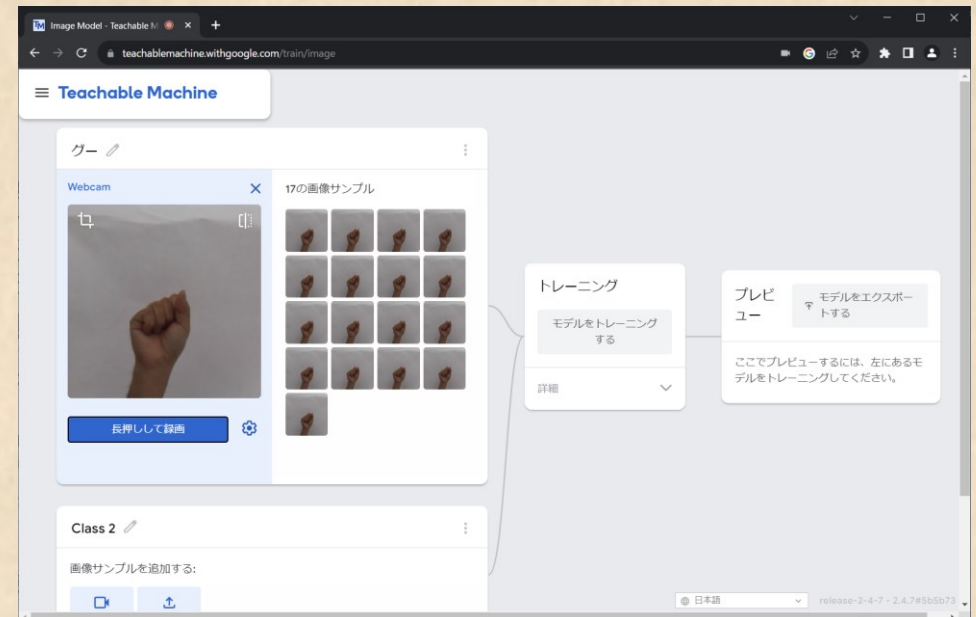 Image Model - Teachable M
teachablemachine.withgoogle.com/train/image
Teachable Machine
グー
Webcam
17の画像サンプル
長押しして録画
トレーニング
モデルをトレーニング
する
詳細
プレビ
ュー
モデルをエクスポー
トする
ここでプレビューするには、左にあるモ
デルをトレーニングしてください。
Class 2
画像サンプルを追加する:
日本語
release-2-4-7 - 2.4.7#5b5b73